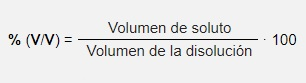 % (V/V) = Volumen de soluto / Volumen de la disolución · 100